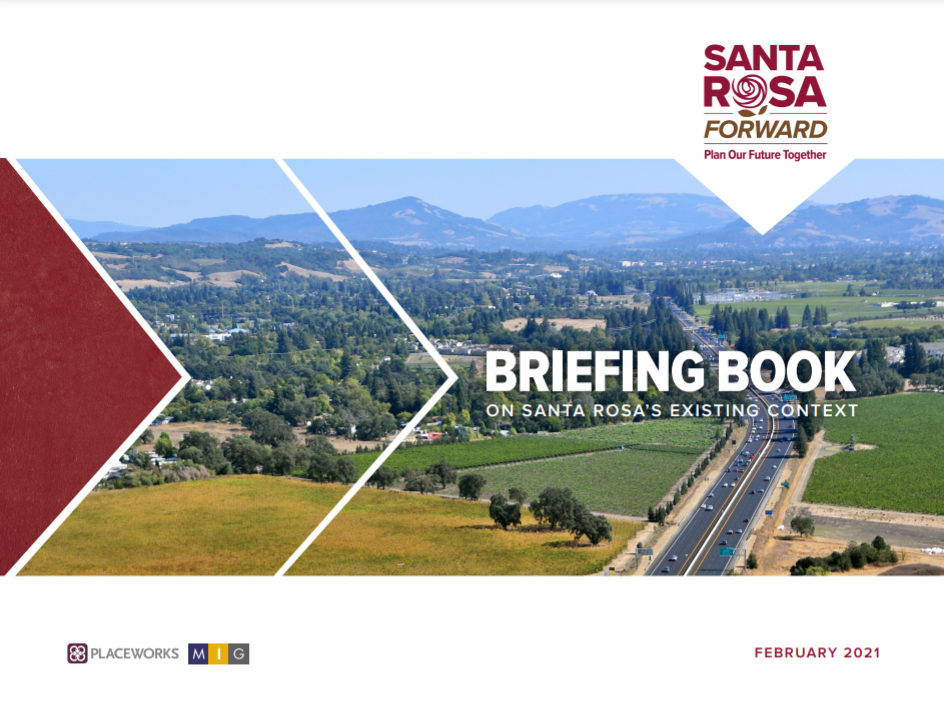 SANTA
ROSA
FORWARD
Plan Our Future Together
BRIEFING BOOK
ON SANTA ROSA'S EXISTING CONTEXT
PLACEWORKS MIG
FEBRUARY 2021